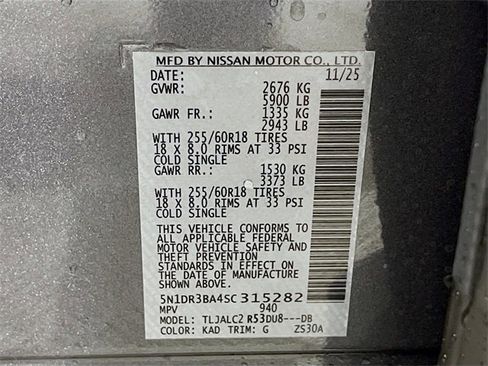 MFD BY NISSAN MOTOR CO., LTD.
DATE: 11/25
GVWR: 2676 KG
5900 LB
GAWR FR.: 1335 KG
2943 LB
WITH 255/60R18 TIRES
18 X 8.0 RIMS AT 33 PSI
COLD SINGLE
GAWR RR.: 1530 KG
3373 LB
WITH 255/60R18 TIRES
18 X 8.0 RIMS AT 33 PSI
COLD SINGLE
THIS VEHICLE CONFORMS TO
ALL APPLICABLE FEDERAL
MOTOR VEHICLE SAFETY AND
THEFT PREVENTION
STANDARDS IN EFFECT ON
THE DATE OF MANUFACTURE
SHOWN ABOVE.
5N1DR3BA4SC315282
MPV 940
MODEL: TLJALC2 R53DU8---DB
COLOR: KAD TRIM: G ZS30A